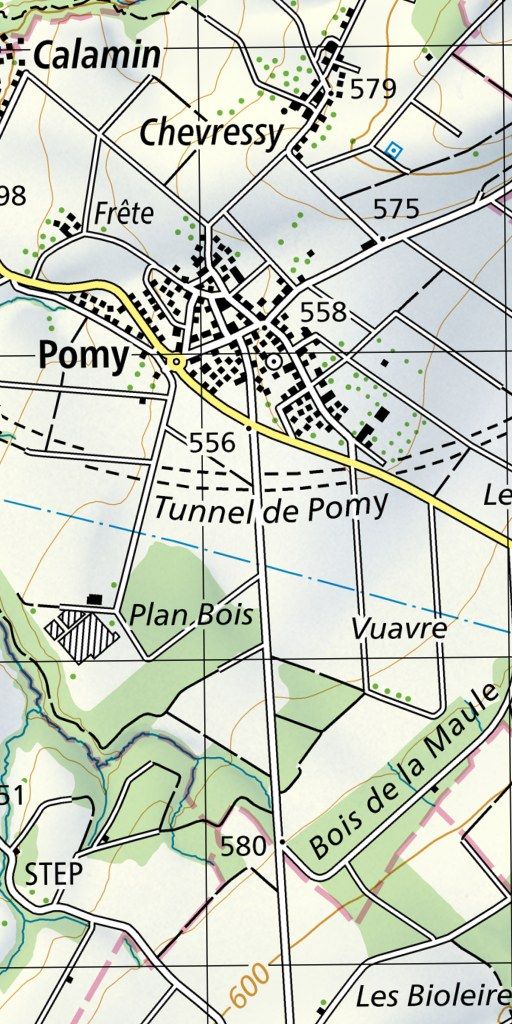 Calamin
579
Chevressy
98
Frête
575
558
Pomy
556
Le
Tunnel de Pomy
Plan Bois
Vuavre
Bois de la Maule
51
580
STEP
600
Les Bioleire